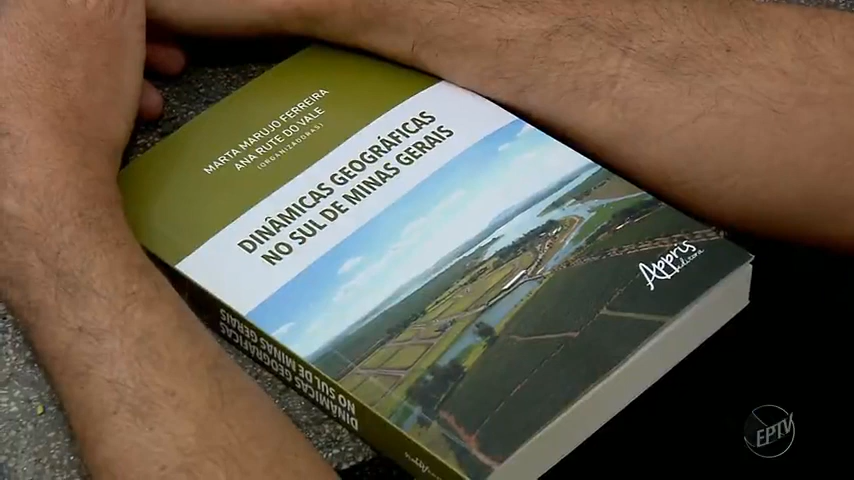 MARTA MARUJO FERREIRA
ANA RUTE DO VALE
(ORGANIZADORAS)
DINÂMICAS GEOGRÁFICAS
NO SUL DE MINAS GERAIS
Appris
editora
DINÂMICAS GEOGRÁFICAS
NO SUL DE MINAS GERAIS
EPTV